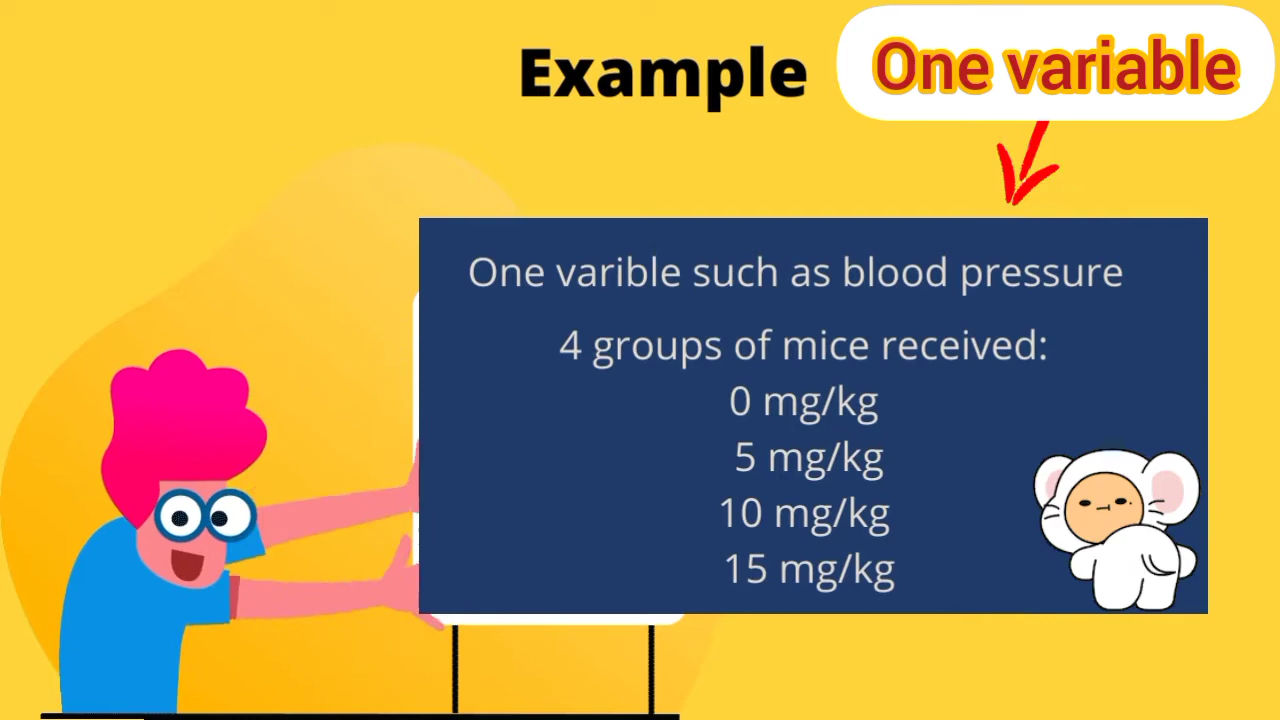 Example
One variable
One varible such as blood pressure
4 groups of mice received:
0 mg/kg
5 mg/kg
10 mg/kg
15 mg/kg